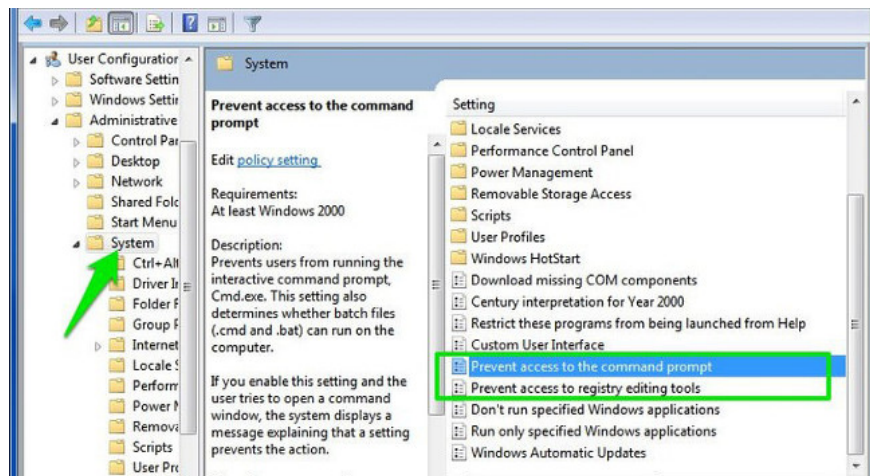 User Configuration
Software Settin
Windows Settin
Administrative
Control Par
Desktop
Network
Shared Fold
Start Menu
System
Ctrl+Alt
Driver In
Folder R
Group P
Internet
Locale S
Perform
Power M
Remova
Scripts
User Pro
System
Prevent access to the command
prompt
Edit policy setting
Requirements:
At least Windows 2000
Description:
Prevents users from running the
interactive command prompt,
Cmd.exe. This setting also
determines whether batch files
(.cmd and .bat) can run on the
computer.
If you enable this setting and the
user tries to open a command
window, the system displays a
message explaining that a setting
prevents the action.
Setting
Locale Services
Performance Control Panel
Power Management
Removable Storage Access
Scripts
User Profiles
Windows HotStart
Download missing COM components
Century interpretation for Year 2000
Restrict these programs from being launched from Help
Custom User Interface
Prevent access to the command prompt
Prevent access to registry editing tools
Don't run specified Windows applications
Run only specified Windows applications
Windows Automatic Updates